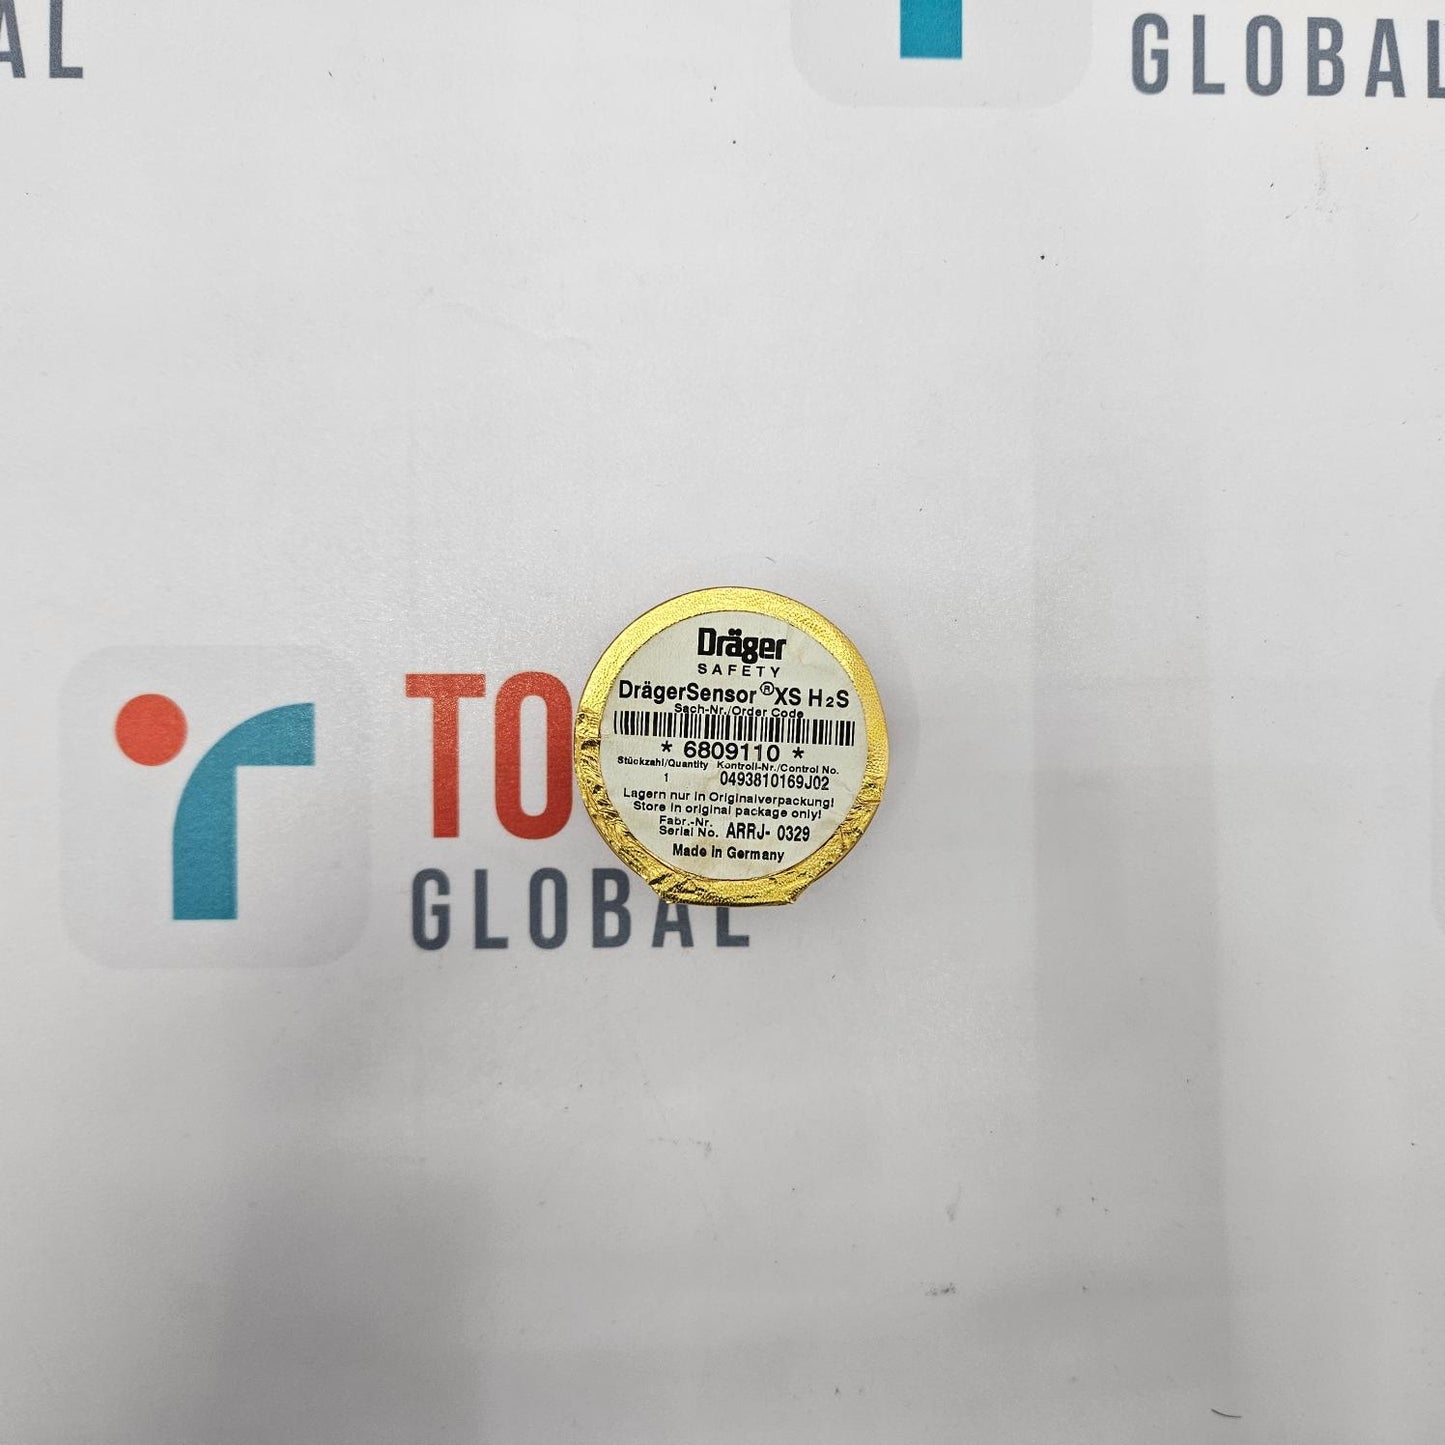 AL
GLOBAL
TO
GLOBAL
Dräger
SAFETY
DrägerSensor ® XS H₂S
Sach-Nr./Order Code
* 6809110 *
Stückzahl/Quantity Kontroll-Nr./Control No.
1 0493810169J02
Lagern nur in Originalverpackung!
Store in original package only!
Fabr.-Nr.
Serial No. ARRJ- 0329
Made in Germany